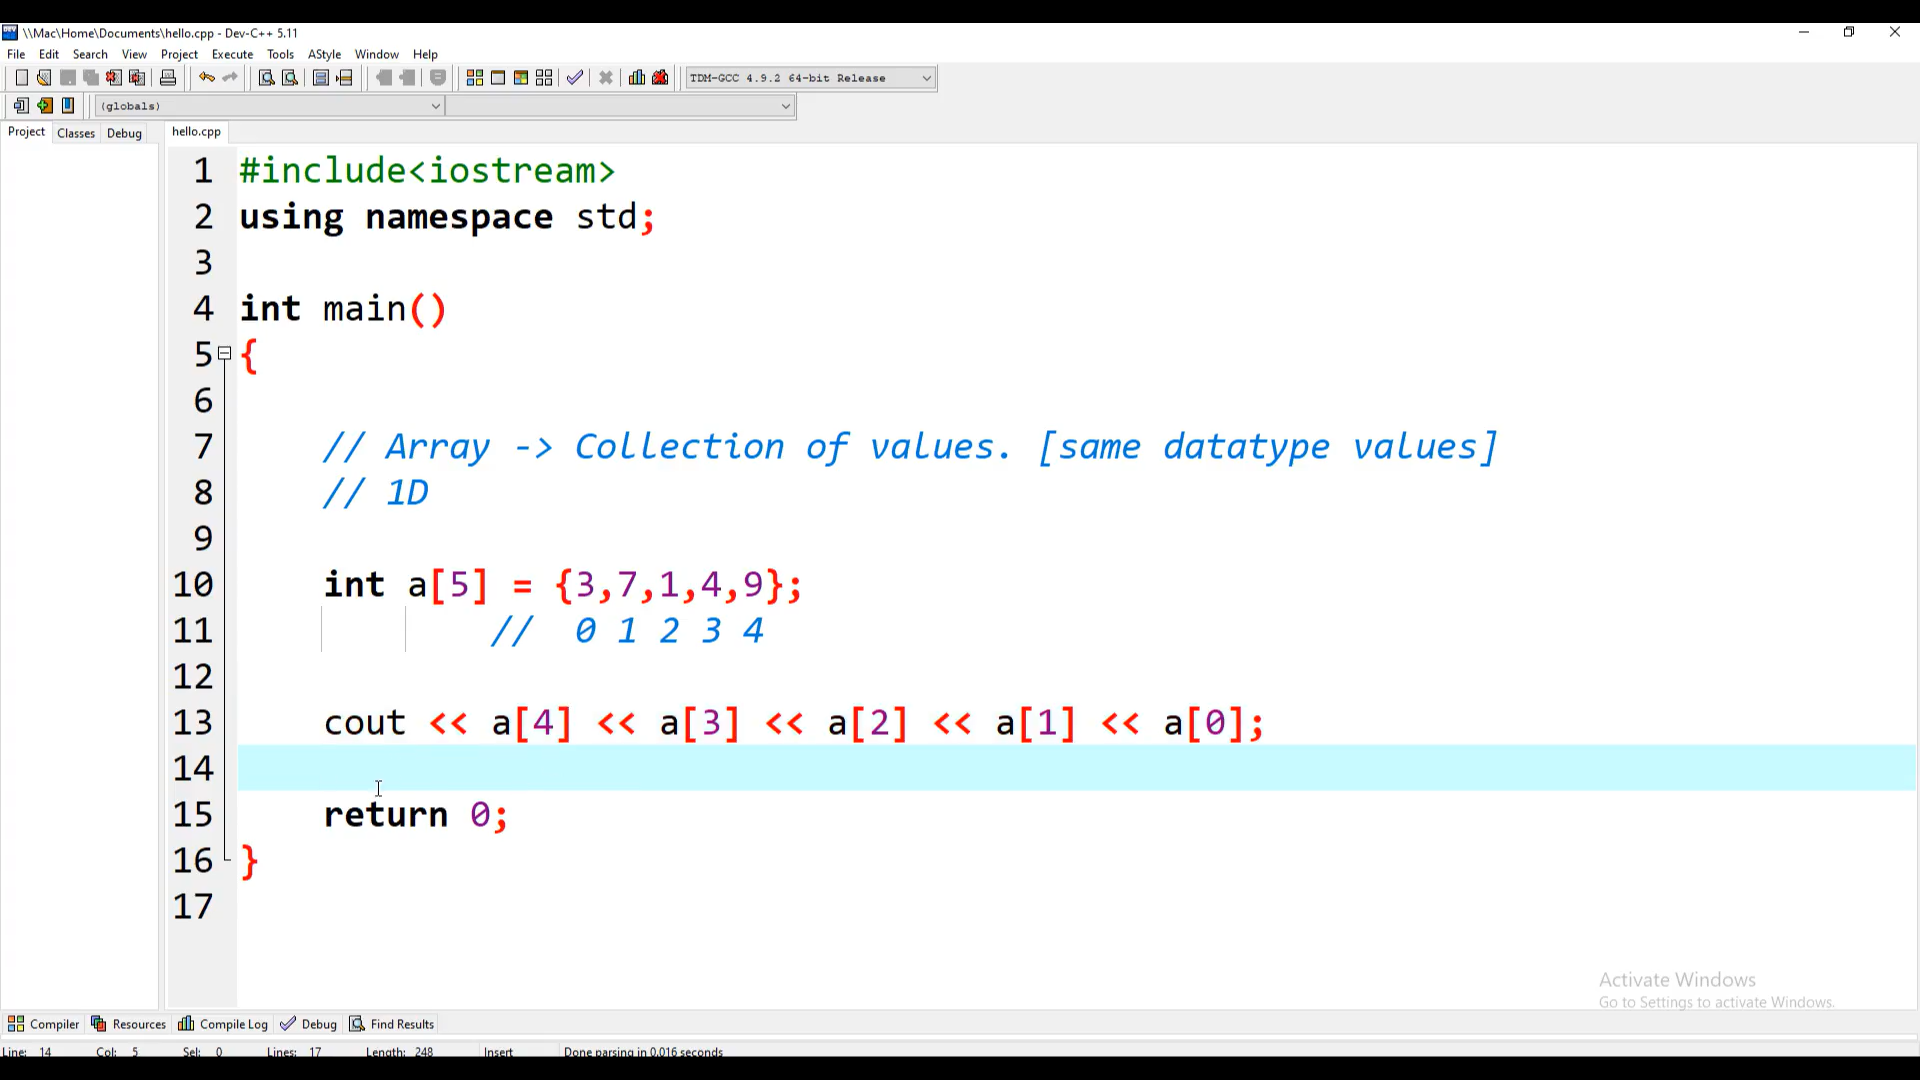 \\Mac\Home\Documents\hello.cpp - Dev-C++ 5.11
File Edit Search View Project Execute Tools AStyle Window Help
TDM-GCC 4.9.2 64-bit Release
(globals)
Project Classes Debug hello.cpp
1 #include<iostream>
2 using namespace std;
3
4 int main()
5 {
6
7 // Array -> Collection of values. [same datatype values]
8 // 1D
9
10 int a[5] = {3,7,1,4,9};
11 // 0 1 2 3 4
12
13 cout << a[4] << a[3] << a[2] << a[1] << a[0];
14
15 return 0;
16 }
17
Activate Windows
Go to Settings to activate Windows.
Compiler Resources Compile Log Debug Find Results
Line: 14 Col: 5 Sel: 0 Lines: 17 Length: 248 Insert Done parsing in 0.016 seconds